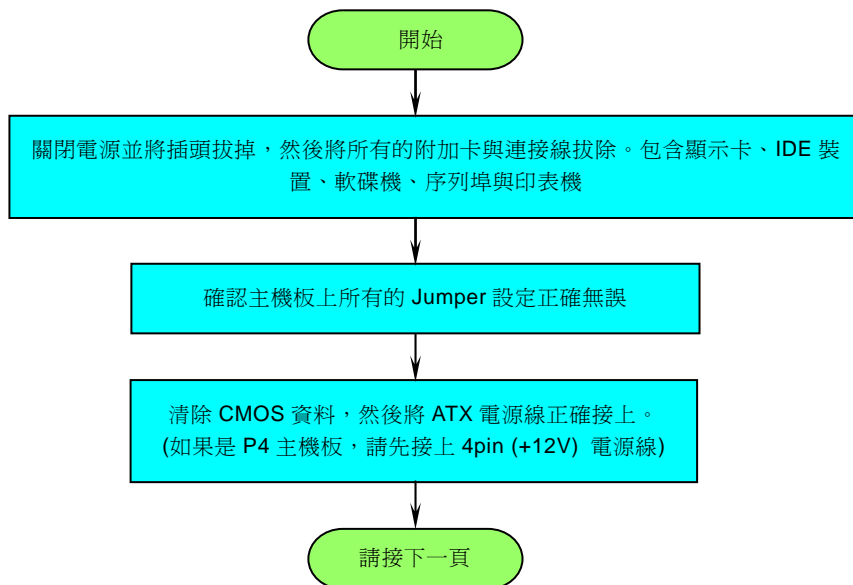 開始
關閉電源並將插頭拔掉，然後將所有的附加卡與連接線拔除。包含顯示卡、IDE 裝
置、軟碟機、序列埠與印表機
確認主機板上所有的 Jumper 設定正確無誤
清除 CMOS 資料，然後將 ATX 電源線正確接上。
(如果是 P4 主機板，請先接上 4pin (+12V) 電源線)
請接下一頁